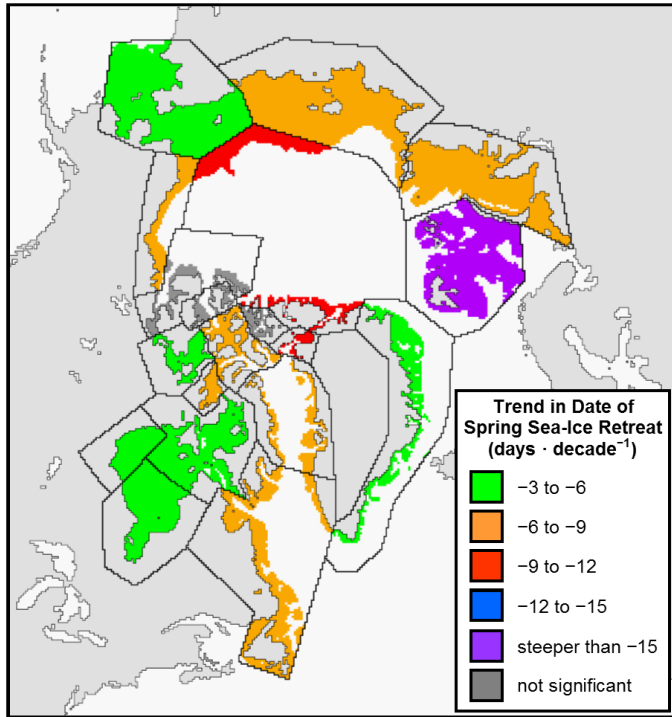 Trend in Date of
Spring Sea-Ice Retreat
(days · decade⁻¹)
−3 to −6
−6 to −9
−9 to −12
−12 to −15
steeper than −15
not significant